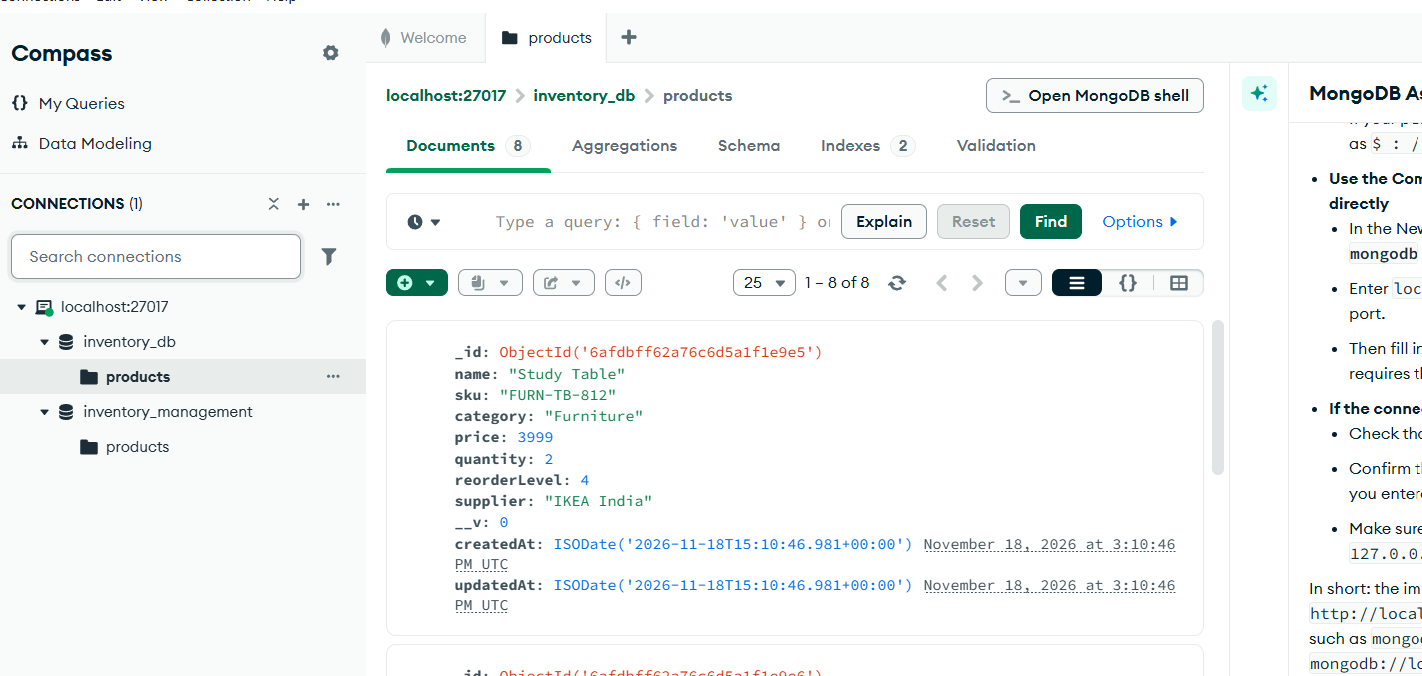 Compass
My Queries
Data Modeling
CONNECTIONS (1)
Search connections
localhost:27017
inventory_db
products
inventory_management
products
Welcome
products
localhost:27017 > inventory_db > products
>_ Open MongoDB shell
Documents 8 Aggregations Schema Indexes 2 Validation
Type a query: { field: 'value' } or
Explain Reset Find Options
25 1 – 8 of 8
_id: ObjectId('6afdbff62a76c6d5a1f1e9e5')
name: "Study Table"
sku: "FURN-TB-812"
category: "Furniture"
price: 3999
quantity: 2
reorderLevel: 4
supplier: "IKEA India"
__v: 0
createdAt: ISODate('2026-11-18T15:10:46.981+00:00') November 18, 2026 at 3:10:46
PM UTC
updatedAt: ISODate('2026-11-18T15:10:46.981+00:00') November 18, 2026 at 3:10:46
PM UTC
_id: ObjectId('6afdbff62a76c6d5a1f1e9e6')
MongoDB As
as $ : /
Use the Com
directly
In the New
mongodb
Enter loc
port.
Then fill in
requires th
If the conne
Check tha
Confirm t
you entere
Make sure
127.0.0.
In short: the im
http://local
such as mongo
mongodb://lo